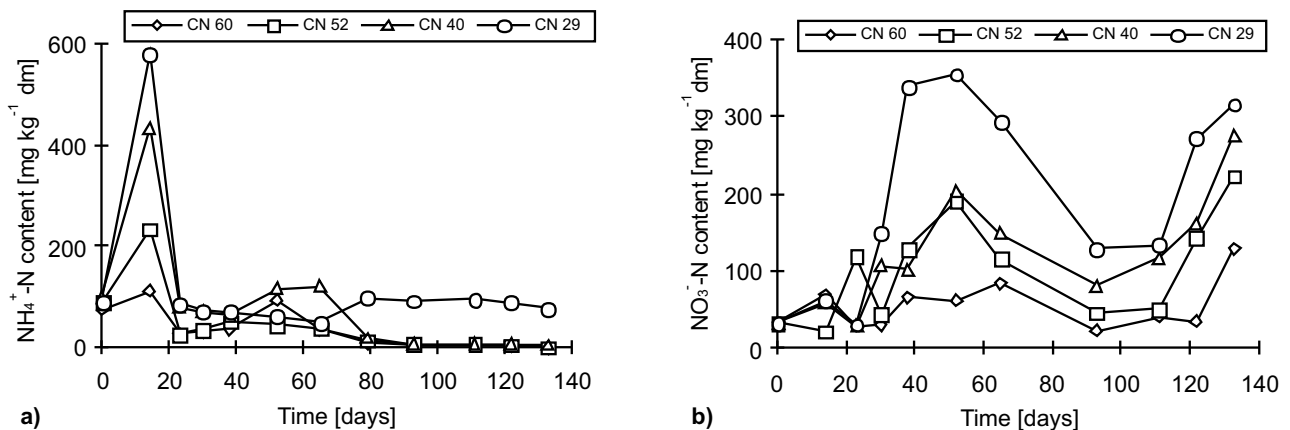 CN 60 CN 52 CN 40 CN 29
600
400
200
0
NH₄⁺-N content [mg kg⁻¹ dm]
0 20 40 60 80 100 120 140
Time [days]
a)
CN 60 CN 52 CN 40 CN 29
400
300
200
100
0
NO₃⁻-N content [mg kg⁻¹ dm]
0 20 40 60 80 100 120 140
Time [days]
b)